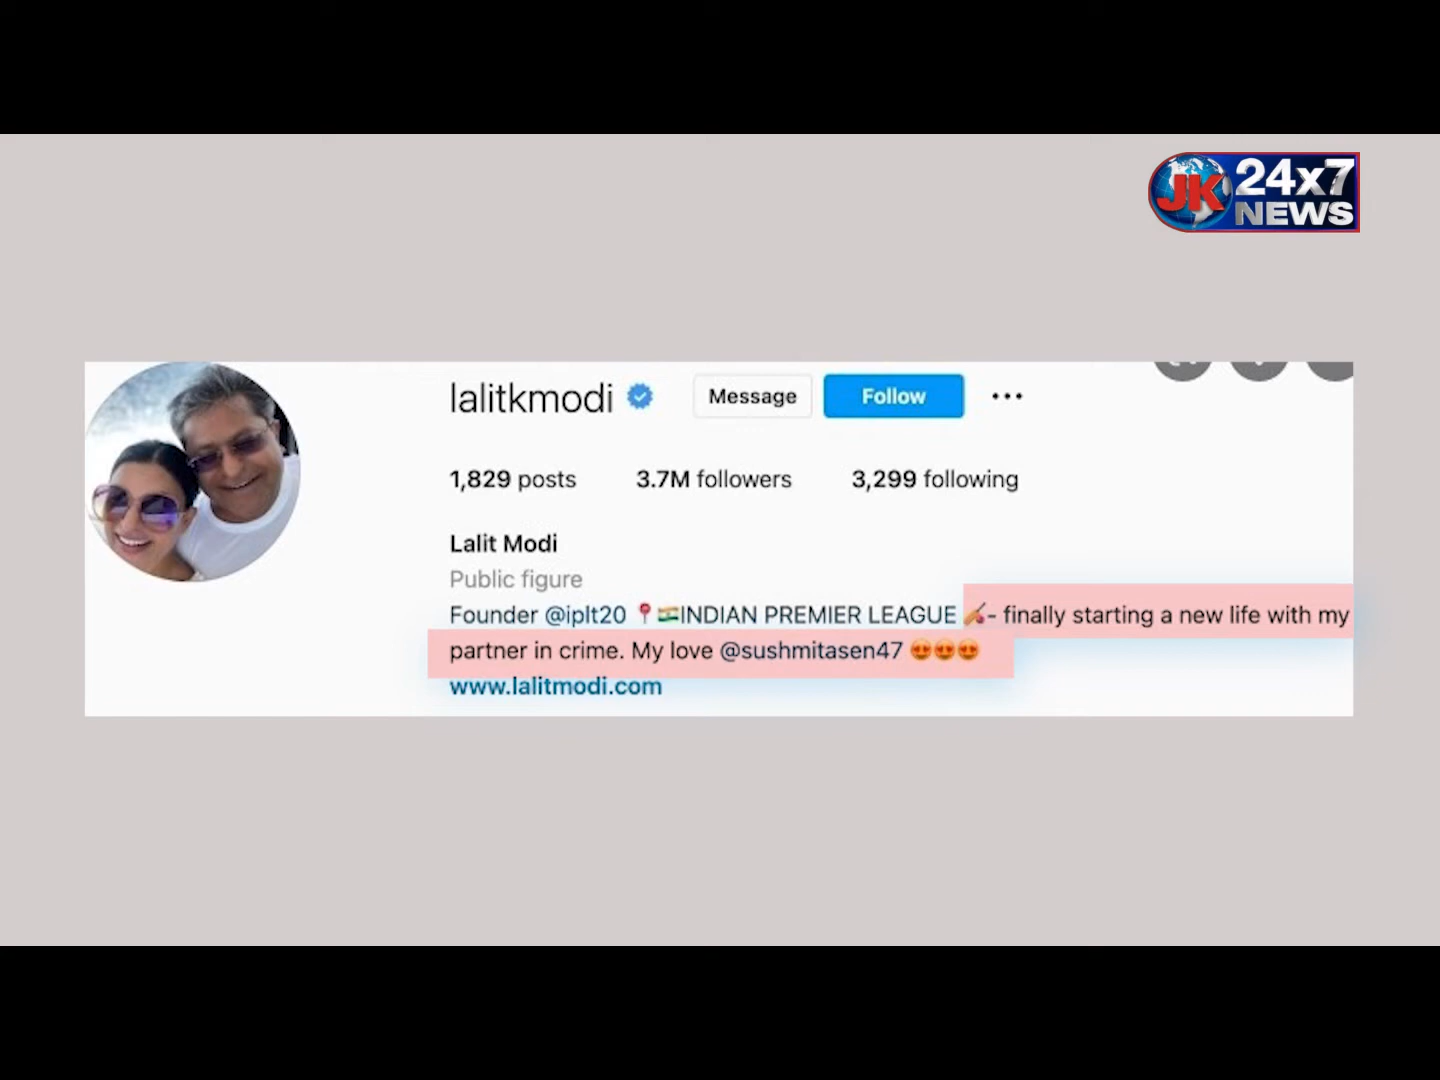 JK 24x7
NEWS
lalitkmodi Message Follow
1,829 posts 3.7M followers 3,299 following
Lalit Modi
Public figure
Founder @iplt20 📍🇮🇳INDIAN PREMIER LEAGUE 🏏- finally starting a new life with my
partner in crime. My love @sushmitasen47 😍😍😍
www.lalitmodi.com